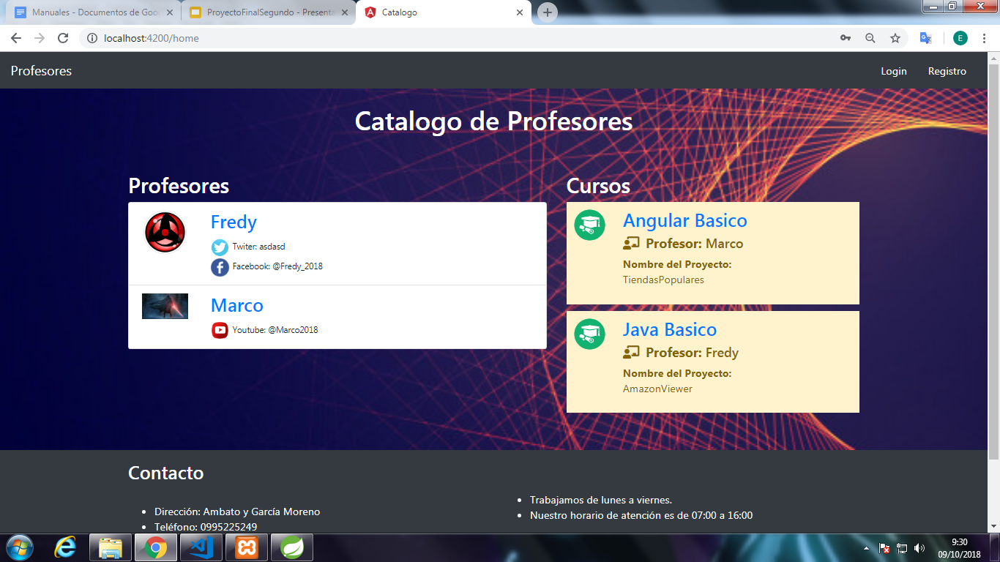 Manuales - Documentos de Goo
ProyectoFinalSegundo - Presenta
Catalogo
localhost:4200/home
E
Profesores
Login
Registro
Catalogo de Profesores
Profesores
Fredy
Twiter: asdasd
Facebook: @Fredy_2018
Marco
Youtube: @Marco2018
Cursos
Angular Basico
Profesor: Marco
Nombre del Proyecto:
TiendasPopulares
Java Basico
Profesor: Fredy
Nombre del Proyecto:
AmazonViewer
Contacto
Dirección: Ambato y García Moreno
Teléfono: 0995225249
Trabajamos de lunes a viernes.
Nuestro horario de atención es de 07:00 a 16:00
9:30
09/10/2018